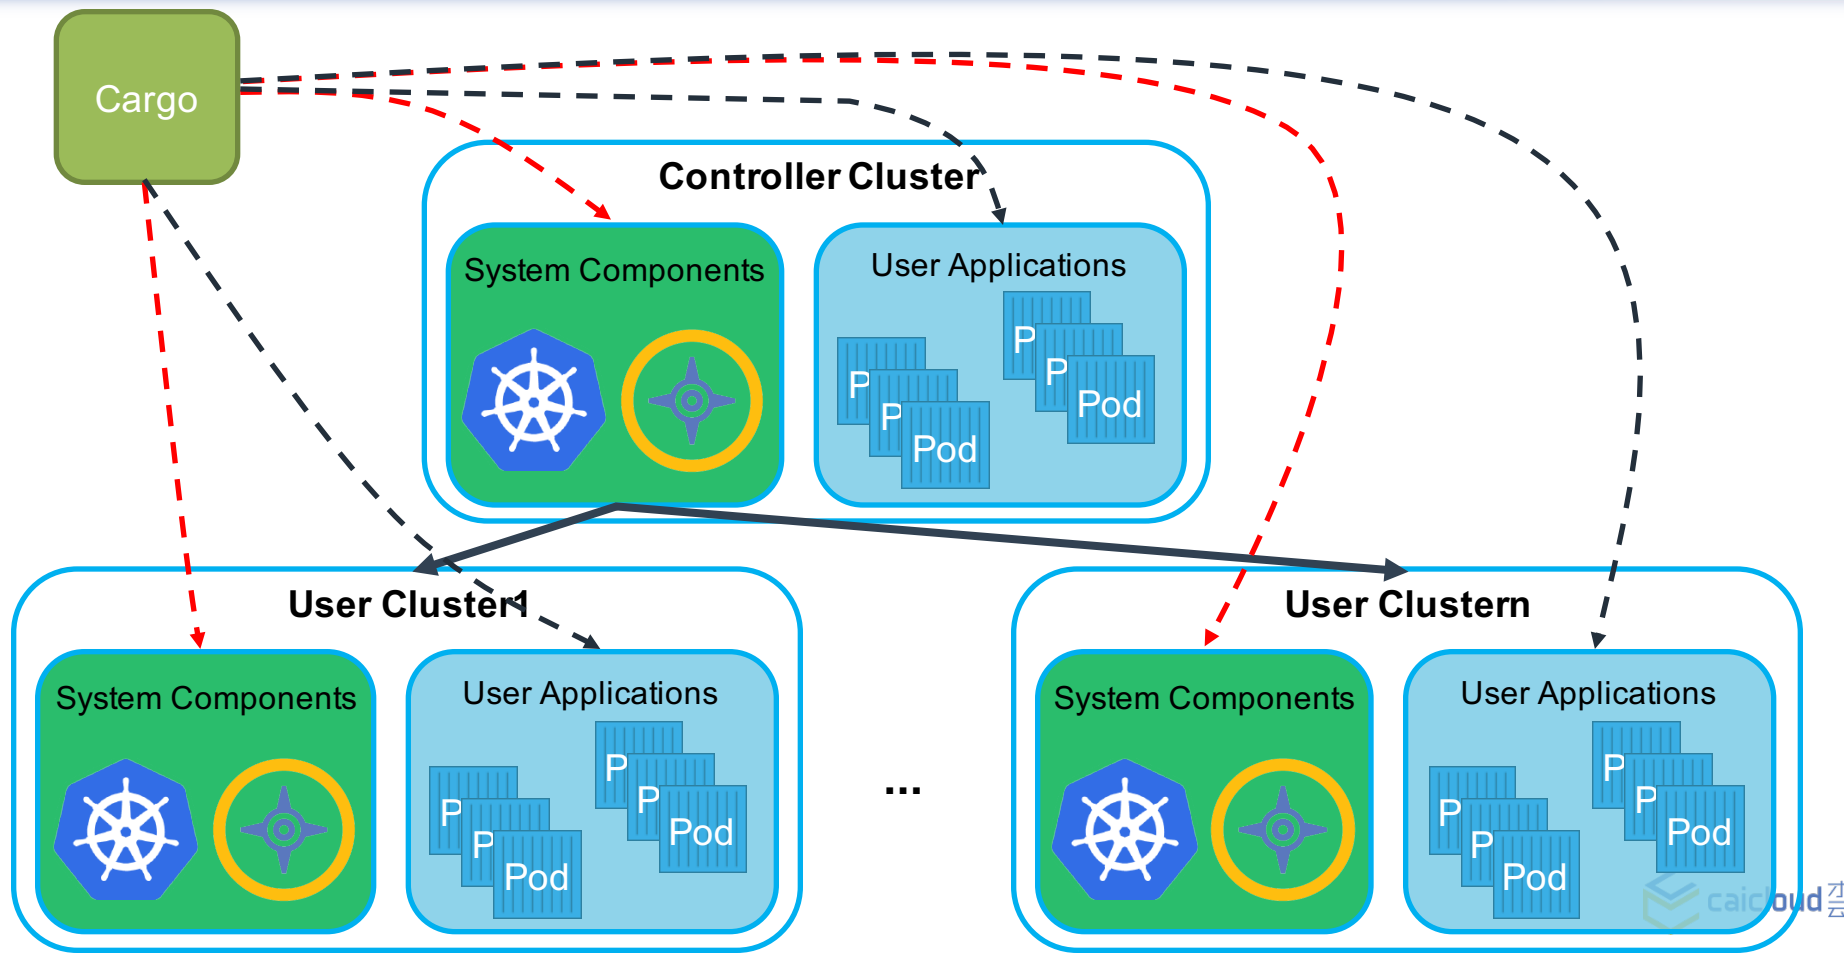 Cargo
Controller Cluster
System Components
User Applications
P
P
Pod
P
P
Pod
User Cluster1
System Components
User Applications
P
P
Pod
P
P
Pod
...
User Clustern
System Components
User Applications
P
P
Pod
P
P
Pod
caicloud